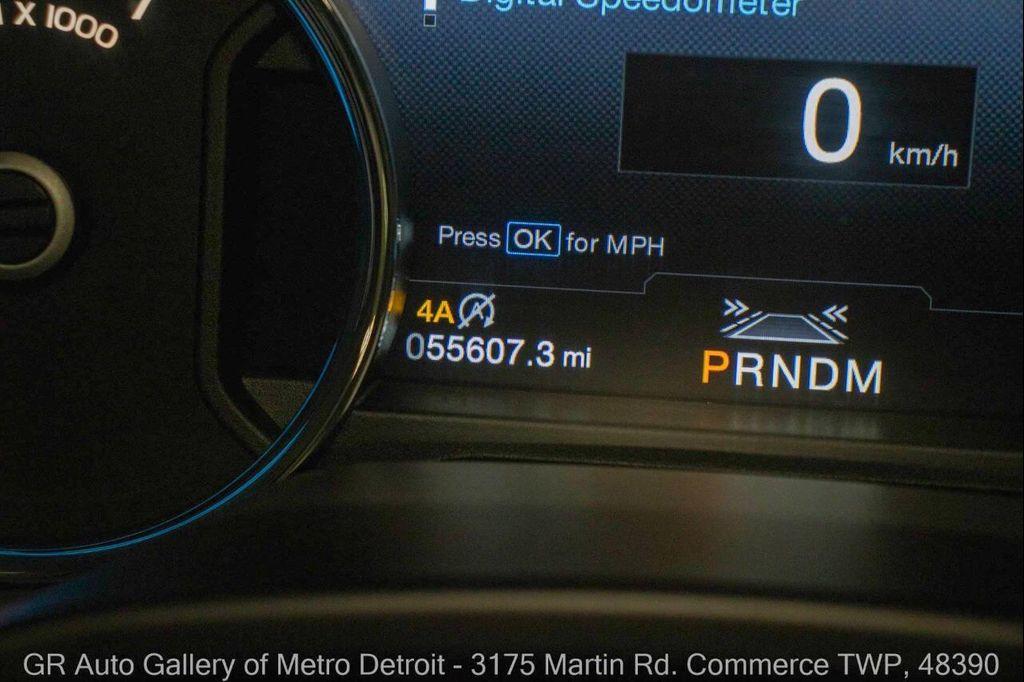 X 1000
7
Digital Speedometer
0 km/h
Press OK for MPH
4A
055607.3 mi
PRNDM
GR Auto Gallery of Metro Detroit - 3175 Martin Rd. Commerce TWP, 48390